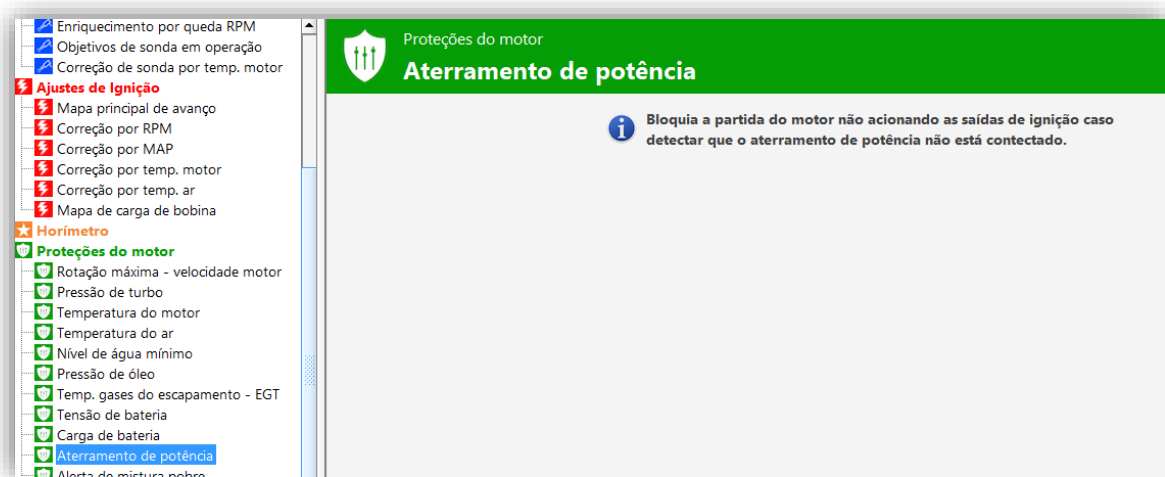 Enriquecimento por queda RPM
Objetivos de sonda em operação
Correção de sonda por temp. motor
Ajustes de Ignição
Mapa principal de avanço
Correção por RPM
Correção por MAP
Correção por temp. motor
Correção por temp. ar
Mapa de carga de bobina
Horímetro
Proteções do motor
Rotação máxima - velocidade motor
Pressão de turbo
Temperatura do motor
Temperatura do ar
Nível de água mínimo
Pressão de óleo
Temp. gases do escapamento - EGT
Tensão de bateria
Carga de bateria
Aterramento de potência
Alerta de mistura pobre
Proteções do motor
Aterramento de potência
Bloquia a partida do motor não acionando as saídas de ignição caso
detectar que o aterramento de potência não está contectado.